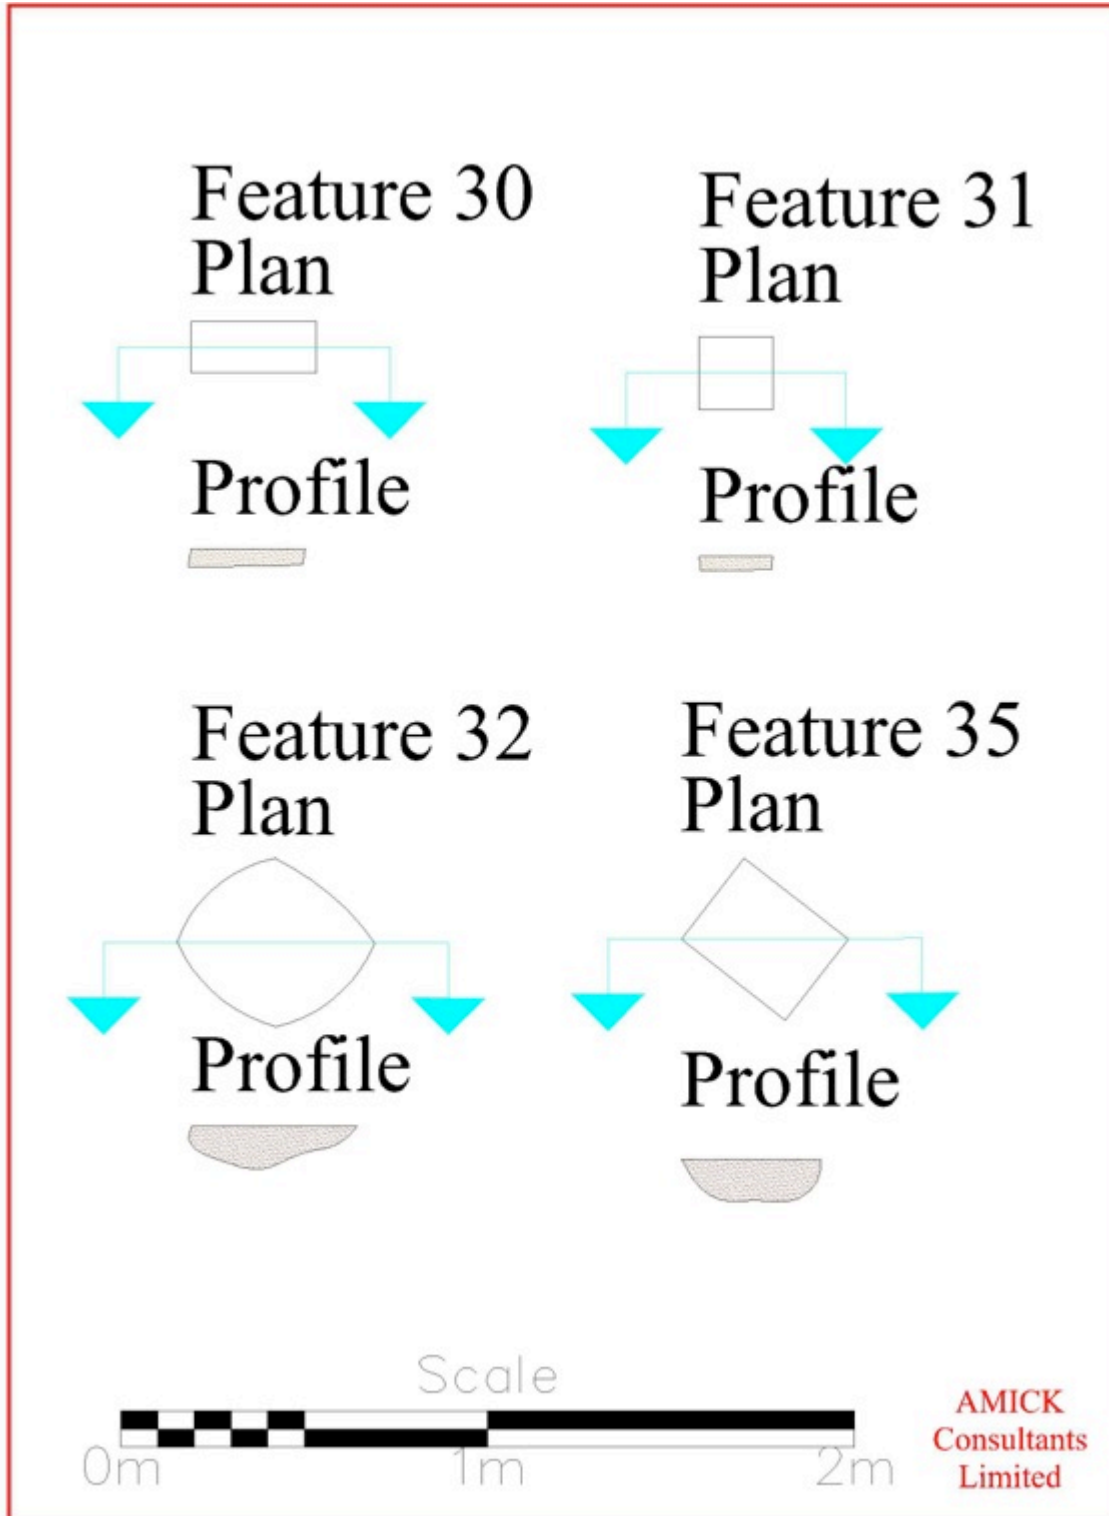 Feature 30
Plan
Profile
Feature 31
Plan
Profile
Feature 32
Plan
Profile
Feature 35
Plan
Profile
Scale
0m 1m 2m
AMICK
Consultants
Limited